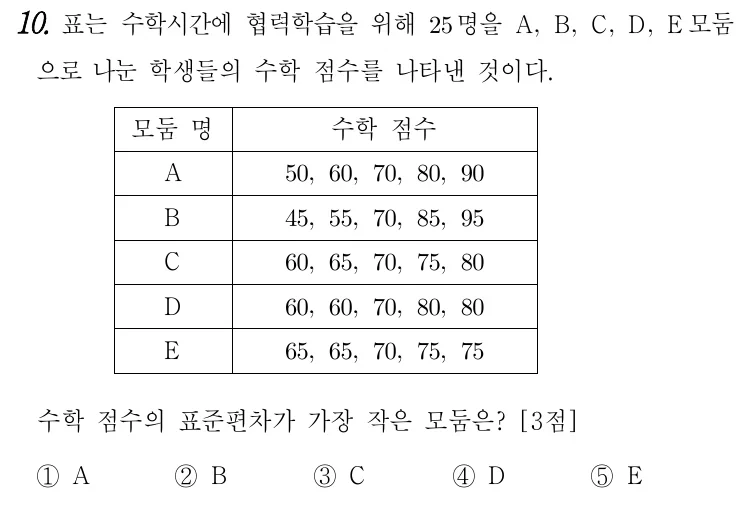 10. 표는 수학시간에 협력학습을 위해 25명을 A, B, C, D, E모둠
으로 나눈 학생들의 수학 점수를 나타낸 것이다.
모둠 명 수학 점수
A 50, 60, 70, 80, 90
B 45, 55, 70, 85, 95
C 60, 65, 70, 75, 80
D 60, 60, 70, 80, 80
E 65, 65, 70, 75, 75
수학 점수의 표준편차가 가장 작은 모둠은? [3점]
① A ② B ③ C ④ D ⑤ E